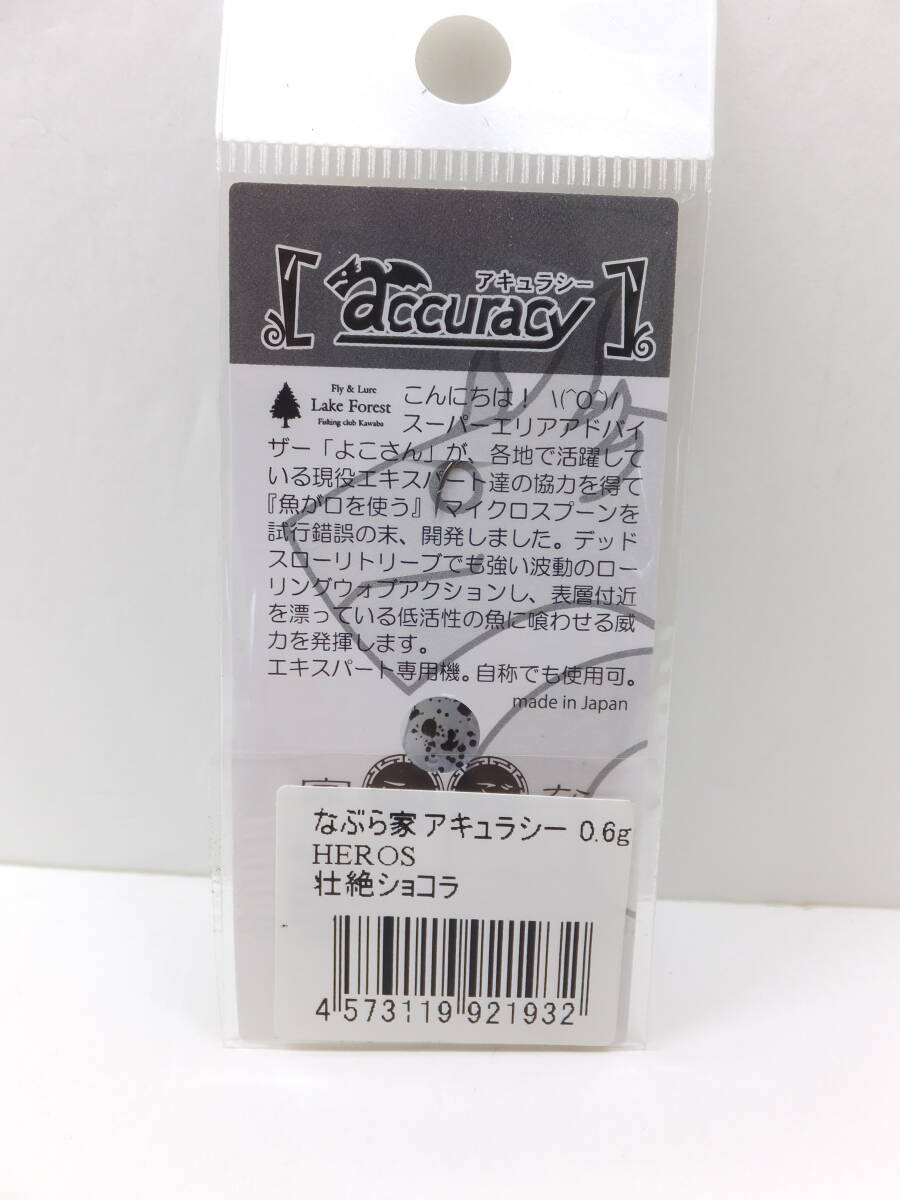 アキュラシー
accuracy
Fly & Lure
Lake Forest
Fishing club Kawaba
こんにちは! \(^O^)/
スーパーエリアアドバイ
ザー「よこさん」が、各地で活躍して
いる現役エキスパート達の協力を得て
『魚が口を使う』マイクロスプーンを
試行錯誤の末、開発しました。デッド
スローリトリーブでも強い波動のロー
リングウォブアクションし、表層付近
を漂っている低活性の魚に喰わせる威
力を発揮します。
エキスパート専用機。自称でも使用可。
made in Japan
なぶら家 アキュラシー 0.6g
HEROS
壮絶ショコラ
4 573119 921932